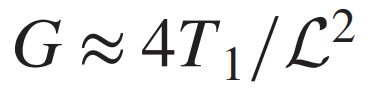 G ≈ 4T₁/ℒ²